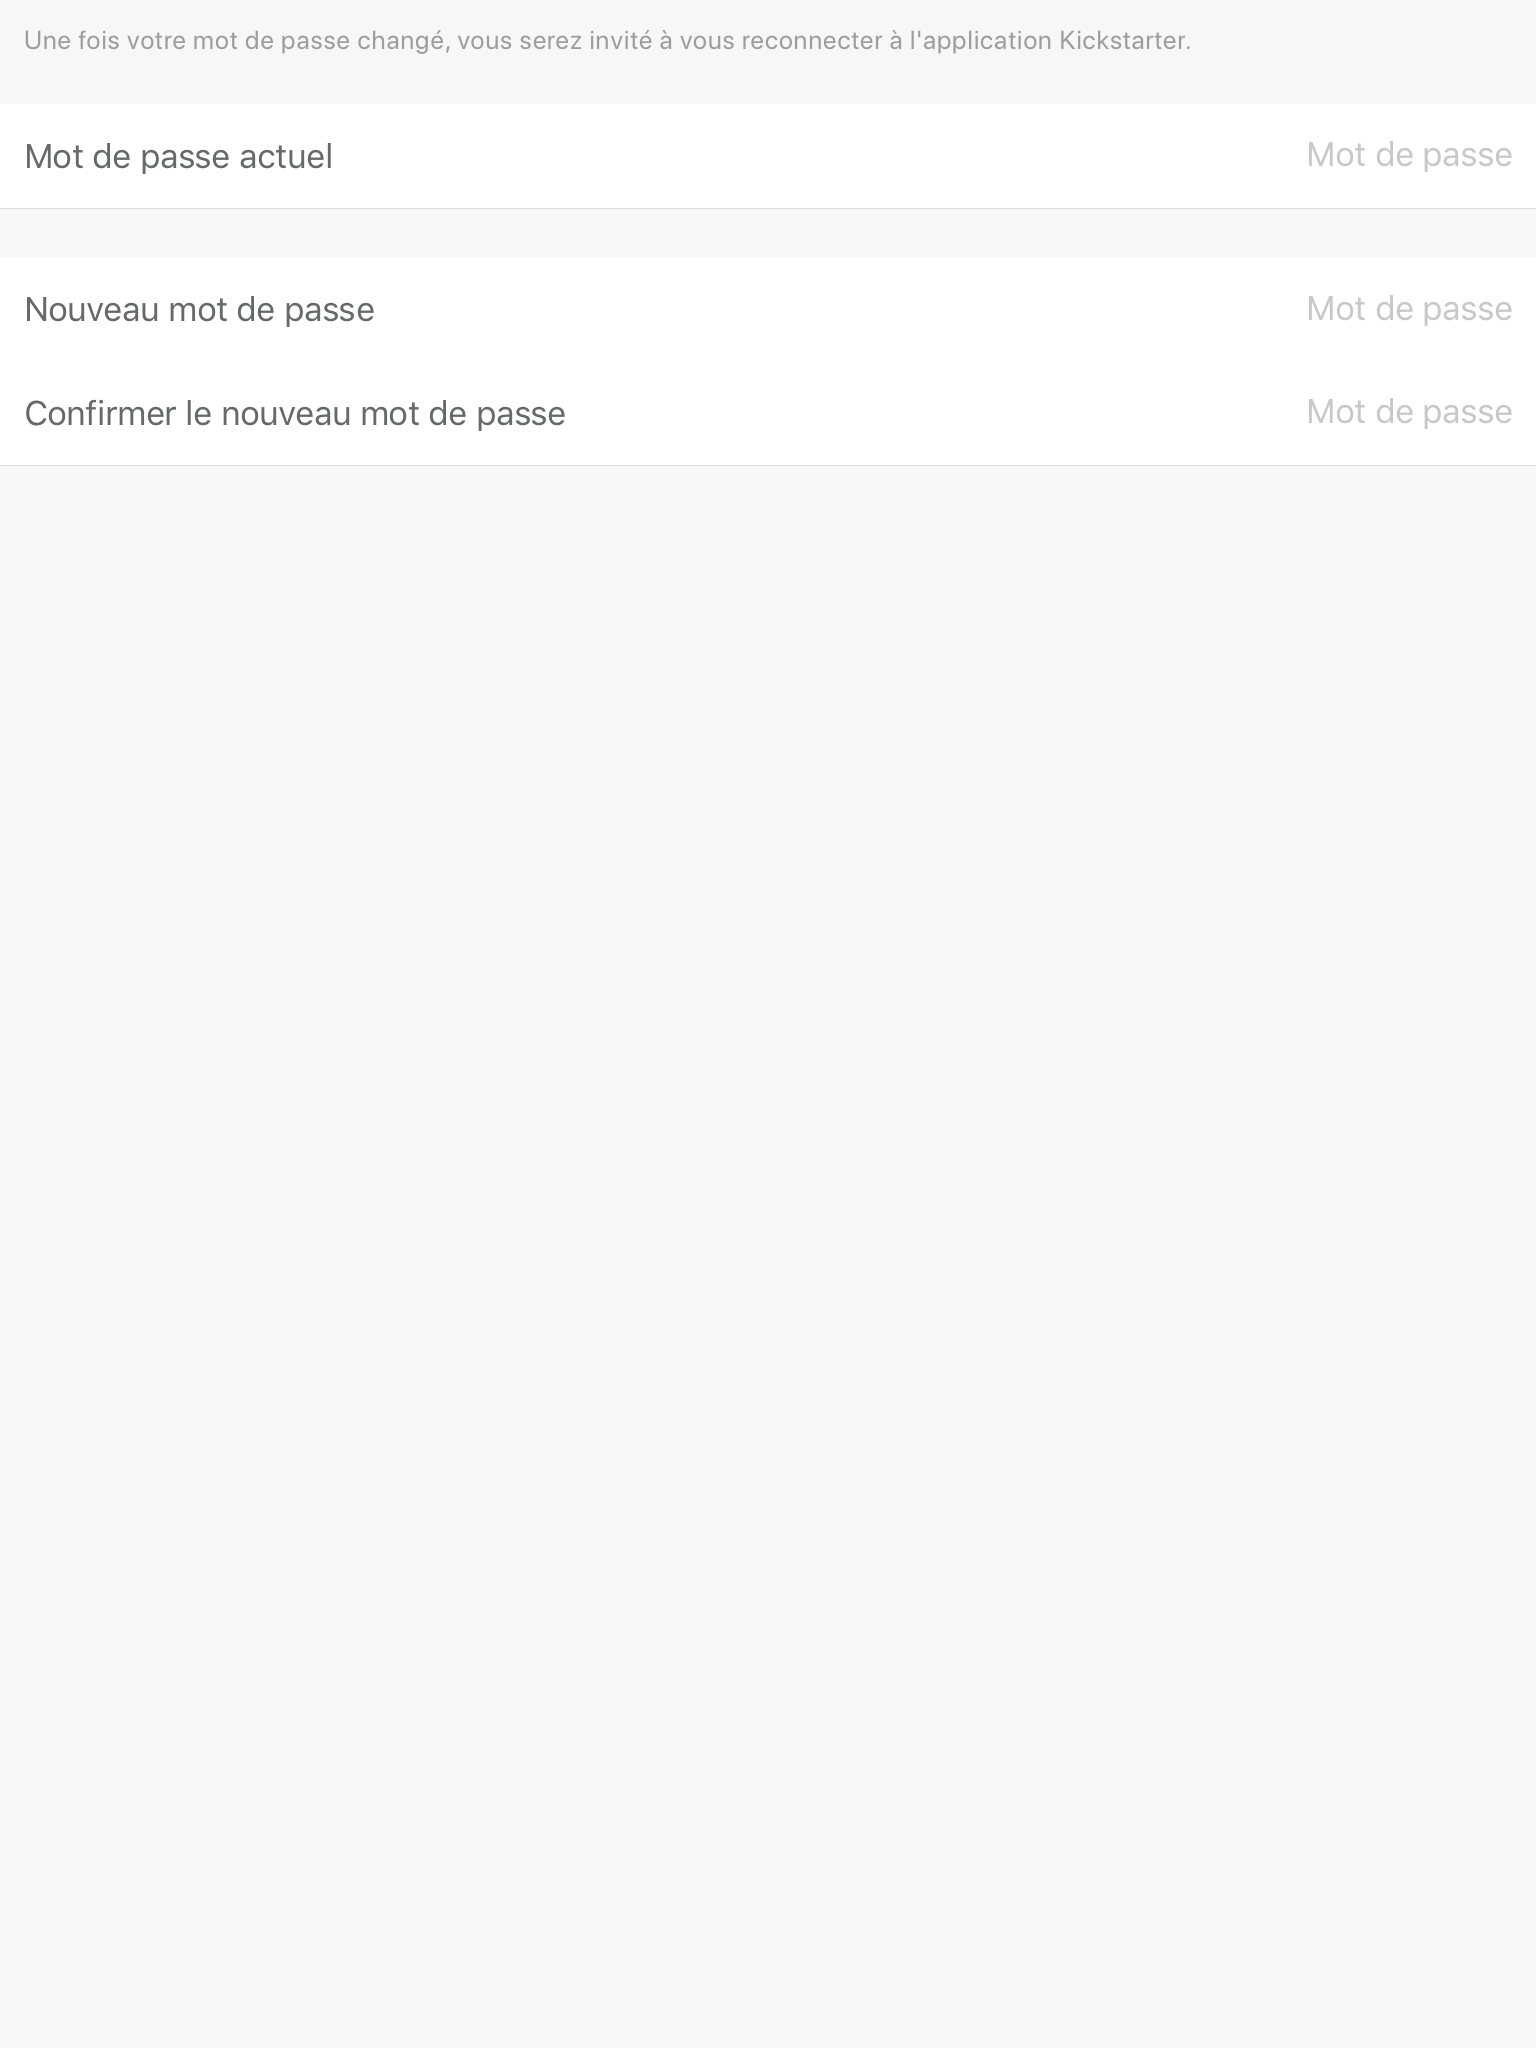 Une fois votre mot de passe changé, vous serez invité à vous reconnecter à l'application Kickstarter.
Mot de passe actuel Mot de passe
Nouveau mot de passe Mot de passe
Confirmer le nouveau mot de passe Mot de passe